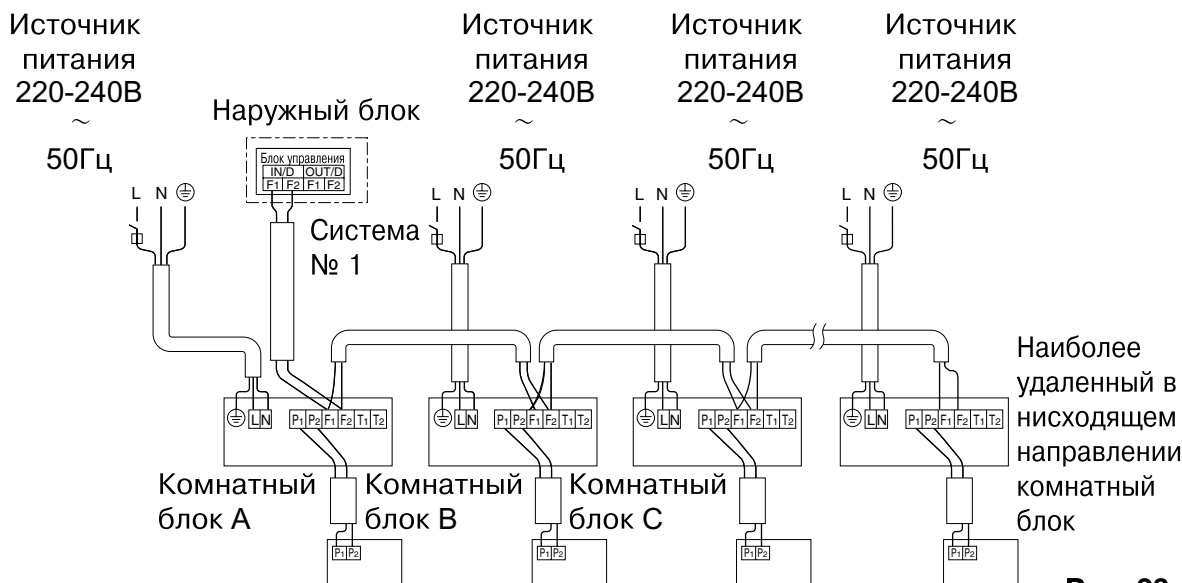 Источник
питания
220-240В
~
50Гц
Источник
питания
220-240В
~
50Гц
Источник
питания
220-240В
~
50Гц
Источник
питания
220-240В
~
50Гц
Наружный блок
Блок управления
IN/D OUT/D
F1 F2 F1 F2
L N
L N
L N
L N
Система
№ 1
L N P1 P2 F1 F2 T1 T2
L N P1 P2 F1 F2 T1 T2
L N P1 P2 F1 F2 T1 T2
L N P1 P2 F1 F2 T1 T2
Наиболее
удаленный в
нисходящем
направлении
комнатный
блок
Комнатный
блок А
Комнатный
блок В
Комнатный
блок С
P1 P2
P1 P2
P1 P2
P1 P2